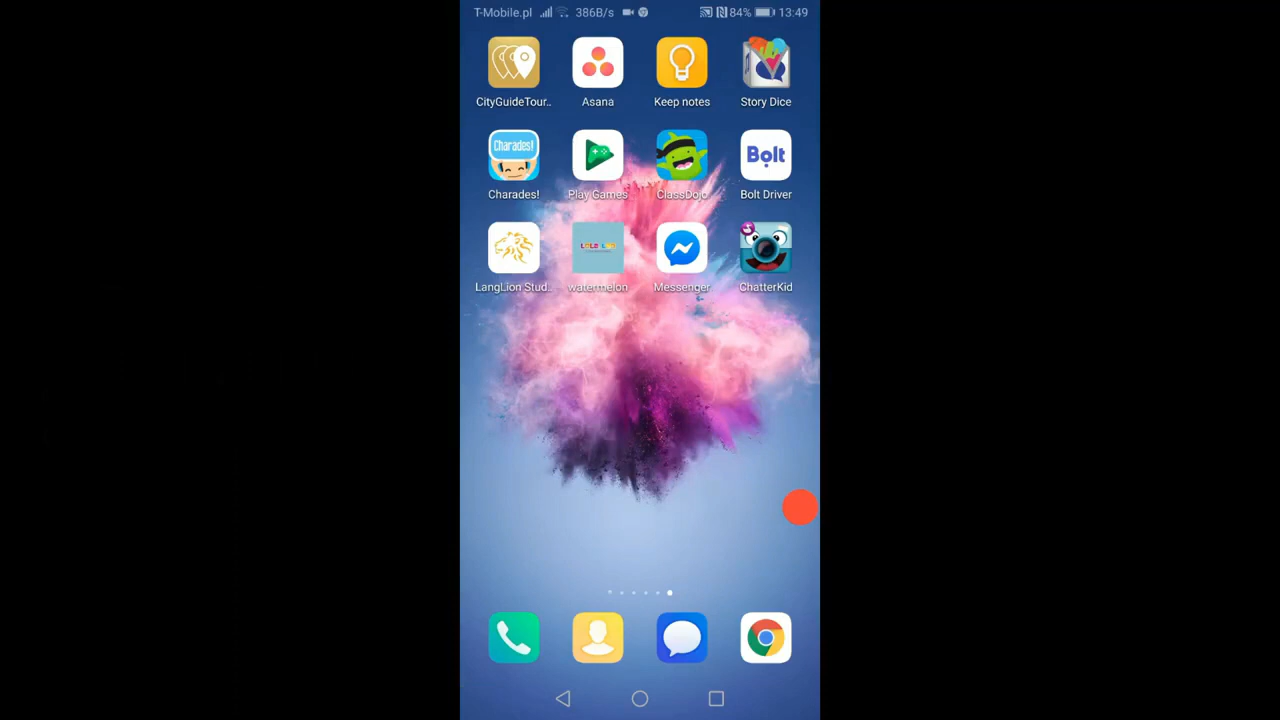 T-Mobile.pl 386B/s 84% 13:49
CityGuideTour.. Asana Keep notes Story Dice
Charades!
Bolt
Charades! Play Games ClassDojo Bolt Driver
LangLion Stud.. watermelon Messenger ChatterKid